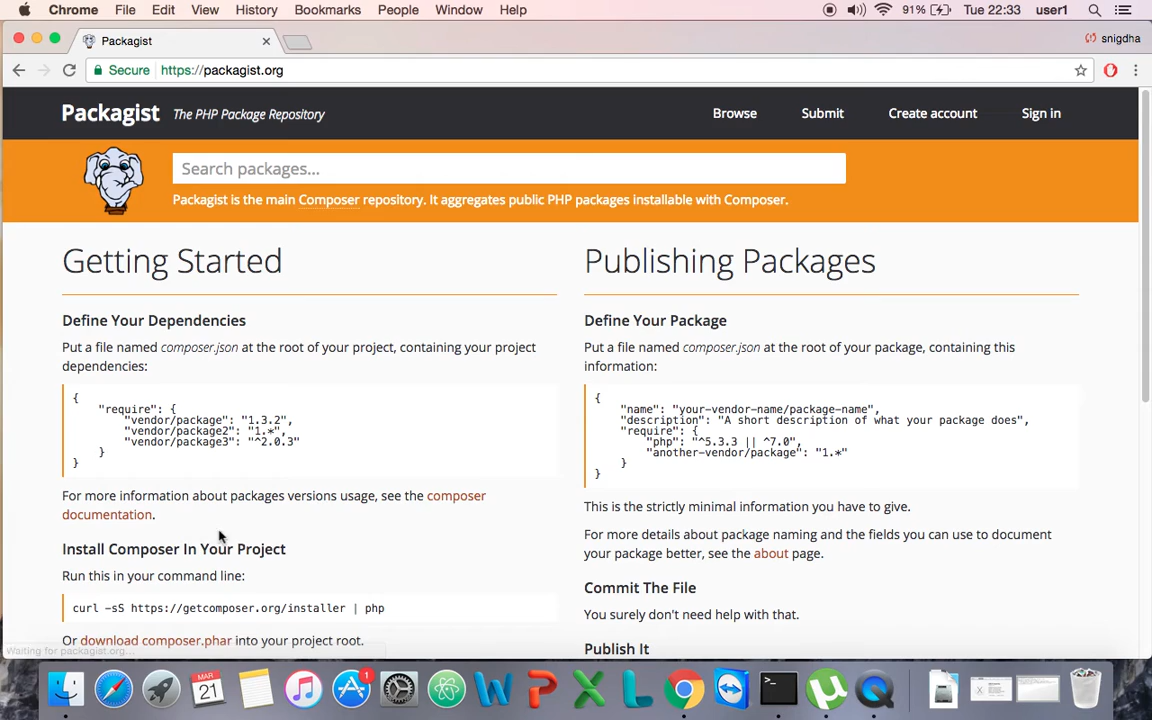 Chrome File Edit View History Bookmarks People Window Help 91% Tue 22:33 user1
Packagist snigdha
Secure https://packagist.org
Packagist The PHP Package Repository Browse Submit Create account Sign in
Search packages...
Packagist is the main Composer repository. It aggregates public PHP packages installable with Composer.
Getting Started
Define Your Dependencies
Put a file named composer.json at the root of your project, containing your project
dependencies:
{
"require": {
"vendor/package": "1.3.2",
"vendor/package2": "1.*",
"vendor/package3": "^2.0.3"
}
}
For more information about packages versions usage, see the composer
documentation.
Install Composer In Your Project
Run this in your command line:
curl -sS https://getcomposer.org/installer | php
Or download composer.phar into your project root.
Waiting for packagist.org...
Publishing Packages
Define Your Package
Put a file named composer.json at the root of your package, containing this
information:
{
"name": "your-vendor-name/package-name",
"description": "A short description of what your package does",
"require": {
"php": "^5.3.3 || ^7.0",
"another-vendor/package": "1.*"
}
}
This is the strictly minimal information you have to give.
For more details about package naming and the fields you can use to document
your package better, see the about page.
Commit The File
You surely don't need help with that.
Publish It
MAR
21
1